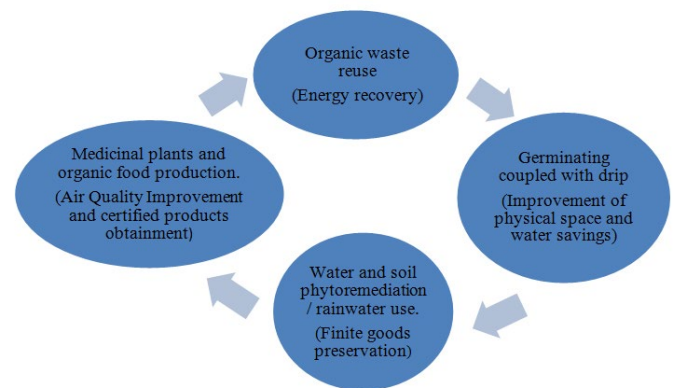 Organic waste
reuse
(Energy recovery)
Germinating
coupled with drip
(Improvement of
physical space and
water savings)
Water and soil
phytoremediation
/ rainwater use.
(Finite goods
preservation)
Medicinal plants and
organic food production.
(Air Quality Improvement
and certified products
obtainment)